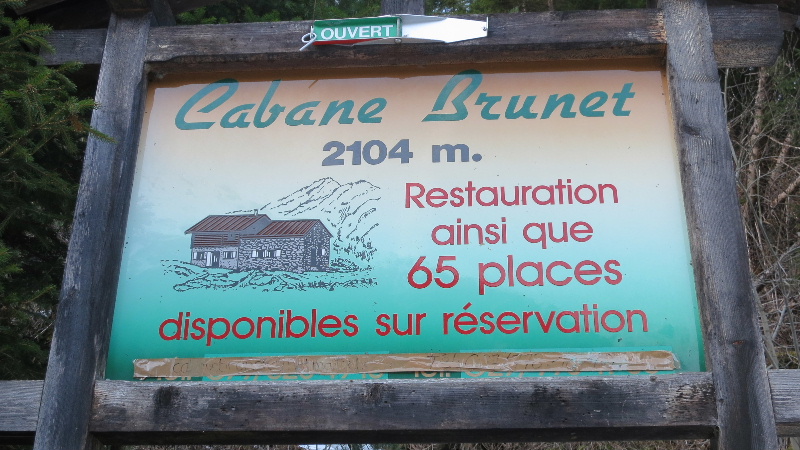 OUVERT
Cabane Brunet
2104 m.
Restauration
ainsi que
65 places
disponibles sur réservation